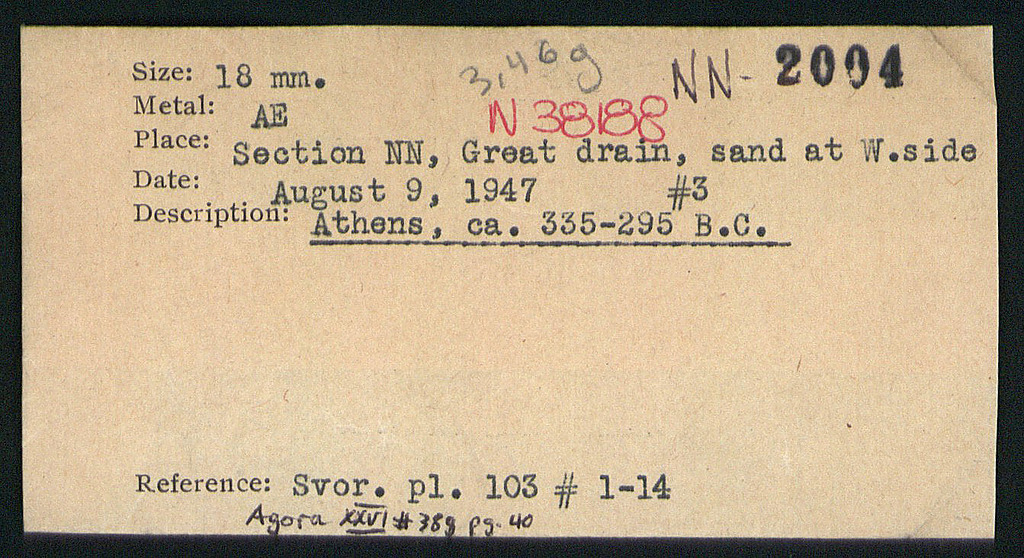 Size: 18 mm. 3,46g NN- 2004
Metal: AE N 38188
Place: Section NN, Great drain, sand at W.side
Date: August 9, 1947 #3
Description: Athens, ca. 335-295 B.C.
Reference: Svor. pl. 103 # 1-14
Agora XXVI # 38g pg. 40